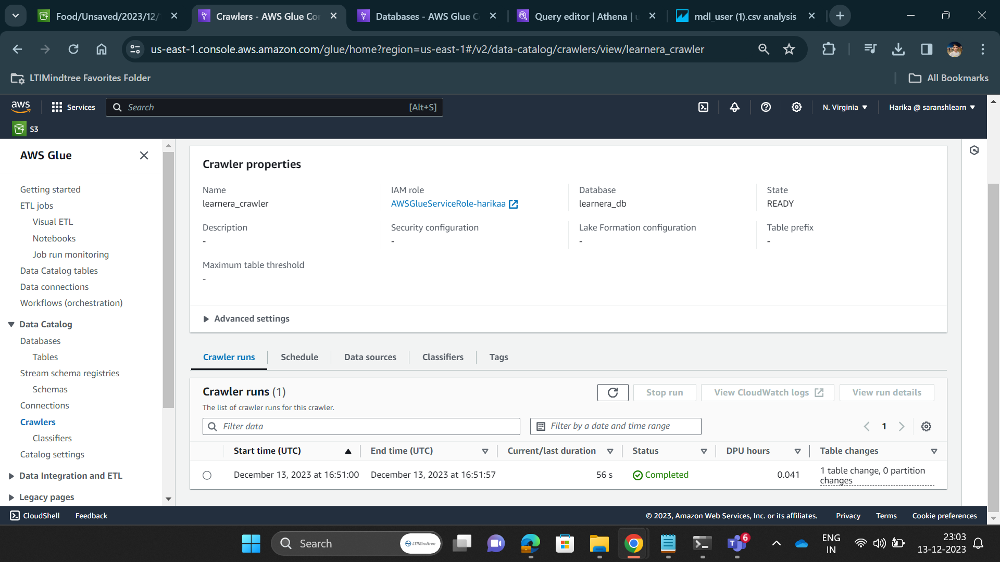 Food/Unsaved/2023/12/
Crawlers - AWS Glue Con
Databases - AWS Glue C
Query editor | Athena |
mdl_user (1).csv analysis
us-east-1.console.aws.amazon.com/glue/home?region=us-east-1#/v2/data-catalog/crawlers/view/learnera_crawler
LTIMindtree Favorites Folder
All Bookmarks
aws
Services
Search
[Alt+S]
N. Virginia
Harika @ saranshlearn
S3
AWS Glue
Getting started
ETL jobs
Visual ETL
Notebooks
Job run monitoring
Data Catalog tables
Data connections
Workflows (orchestration)
Data Catalog
Databases
Tables
Stream schema registries
Schemas
Connections
Crawlers
Classifiers
Catalog settings
Data Integration and ETL
Legacy pages
Crawler properties
Name
learnera_crawler
IAM role
AWSGlueServiceRole-harikaa
Database
learnera_db
State
READY
Description
-
Security configuration
-
Lake Formation configuration
-
Table prefix
-
Maximum table threshold
-
Advanced settings
Crawler runs
Schedule
Data sources
Classifiers
Tags
Crawler runs (1)
The list of crawler runs for this crawler.
Stop run
View CloudWatch logs
View run details
Filter data
Filter by a date and time range
1
Start time (UTC)
End time (UTC)
Current/last duration
Status
DPU hours
Table changes
December 13, 2023 at 16:51:00
December 13, 2023 at 16:51:57
56 s
Completed
0.041
1 table change, 0 partition
changes
CloudShell
Feedback
© 2023, Amazon Web Services, Inc. or its affiliates.
Privacy
Terms
Cookie preferences
Search
LTIMindtree
6
ENG
IN
23:03
13-12-2023